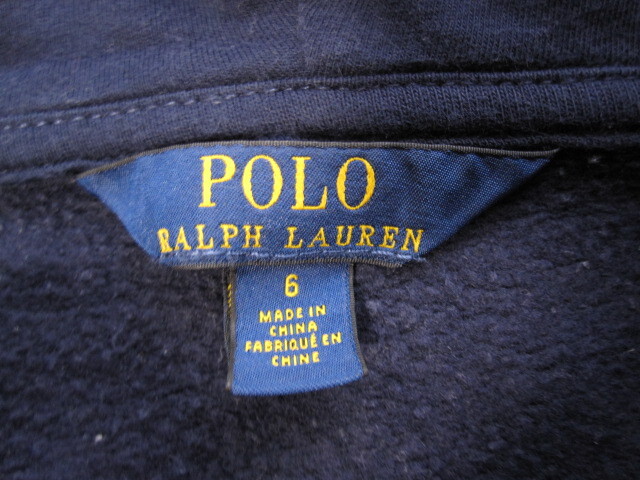 POLO
RALPH LAUREN
6
MADE IN
CHINA
FABRIQUÉ EN
CHINE